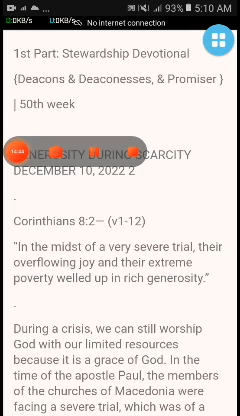 U:0KB/s
D:0KB/s No internet connection
93% 5:10 AM
1st Part: Stewardship Devotional
{Deacons & Deaconesses, & Promiser }
| 50th week
14:44
DURING SCARCITY
DECEMBER 10, 2022 2
.
Corinthians 8:2— (v1-12)
“In the midst of a very severe trial, their
overflowing joy and their extreme
poverty welled up in rich generosity.”
.
During a crisis, we can still worship
God with our limited resources
because it is a grace of God. In the
time of the apostle Paul, the members
of the churches of Macedonia were
facing a severe trial, which was of a